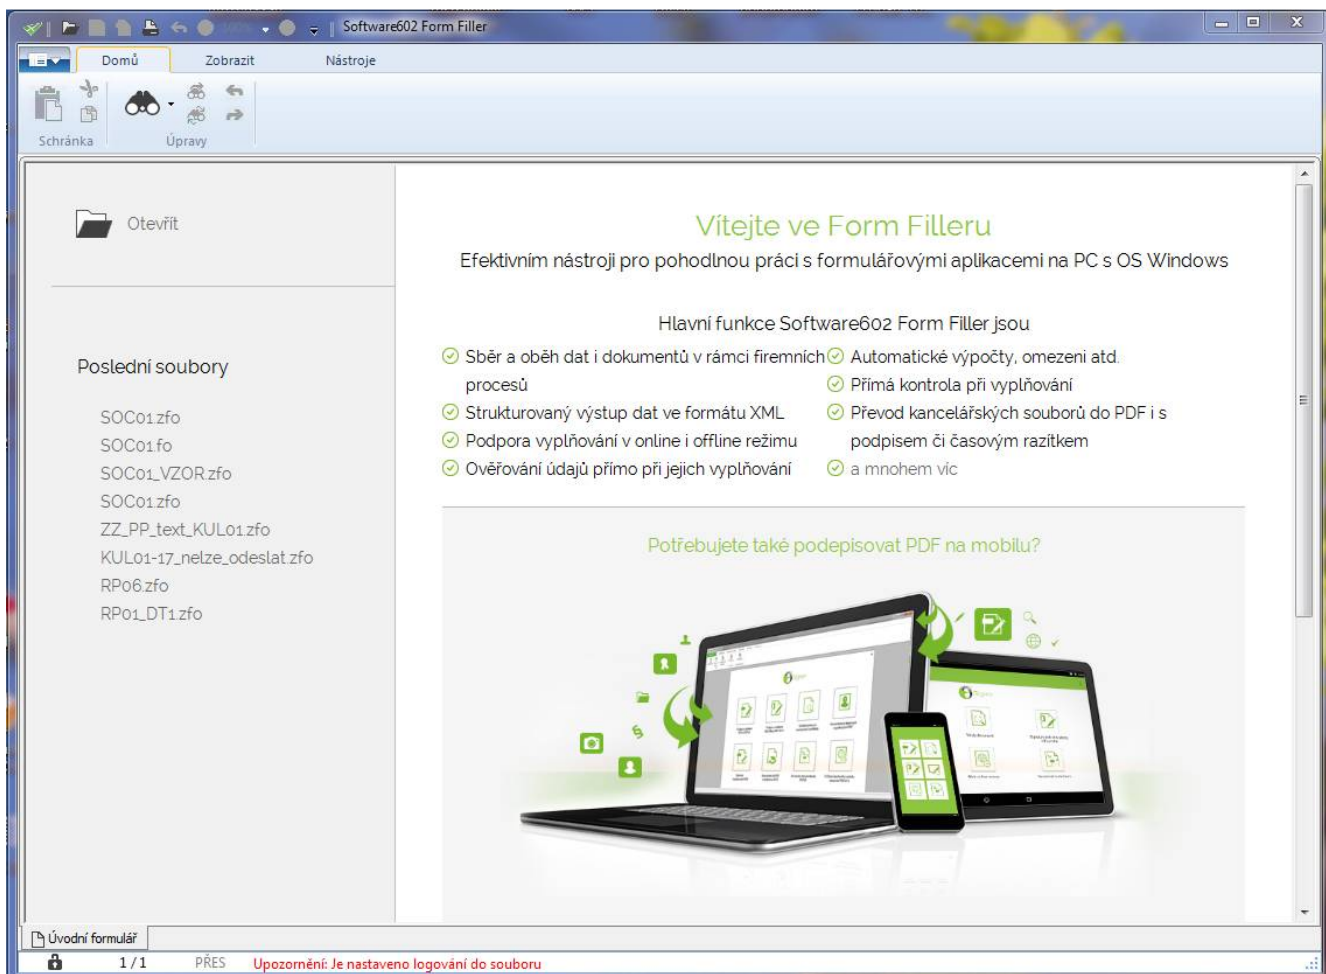 Software602 Form Filler
Domů
Zobrazit
Nástroje
Schránka
Úpravy
Otevřít
Poslední soubory
SOC01.zfo
SOC01.fo
SOC01_VZOR.zfo
SOC01.zfo
ZZ_PP_text_KUL01.zfo
KUL01-17_nelze_odeslat.zfo
RP06.zfo
RP01_DT1.zfo
Vítejte ve Form Filleru
Efektivním nástroji pro pohodlnou práci s formulářovými aplikacemi na PC s OS Windows
Hlavní funkce Software602 Form Filler jsou
Sběr a oběh dat i dokumentů v rámci firemních
procesů
Strukturovaný výstup dat ve formátu XML
Podpora vyplňování v online i offline režimu
Ověřování údajů přímo při jejich vyplňování
Automatické výpočty, omezeni atd.
Přímá kontrola při vyplňování
Převod kancelářských souborů do PDF i s
podpisem či časovým razítkem
a mnohem víc
Potřebujete také podepisovat PDF na mobilu?
Úvodní formulář
1 / 1
PŘES
Upozornění: Je nastaveno logování do souboru